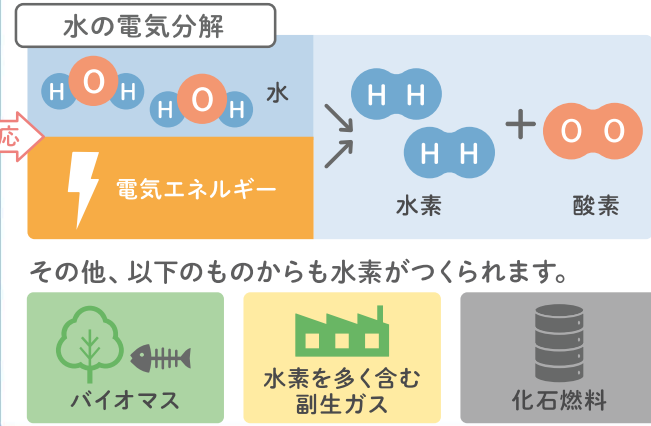 水の電気分解
H O H
H O H
水
応
電気エネルギー
H H
H H
水素
+
O O
酸素
その他、以下のものからも水素がつくられます。
バイオマス
水素を多く含む
副生ガス
化石燃料